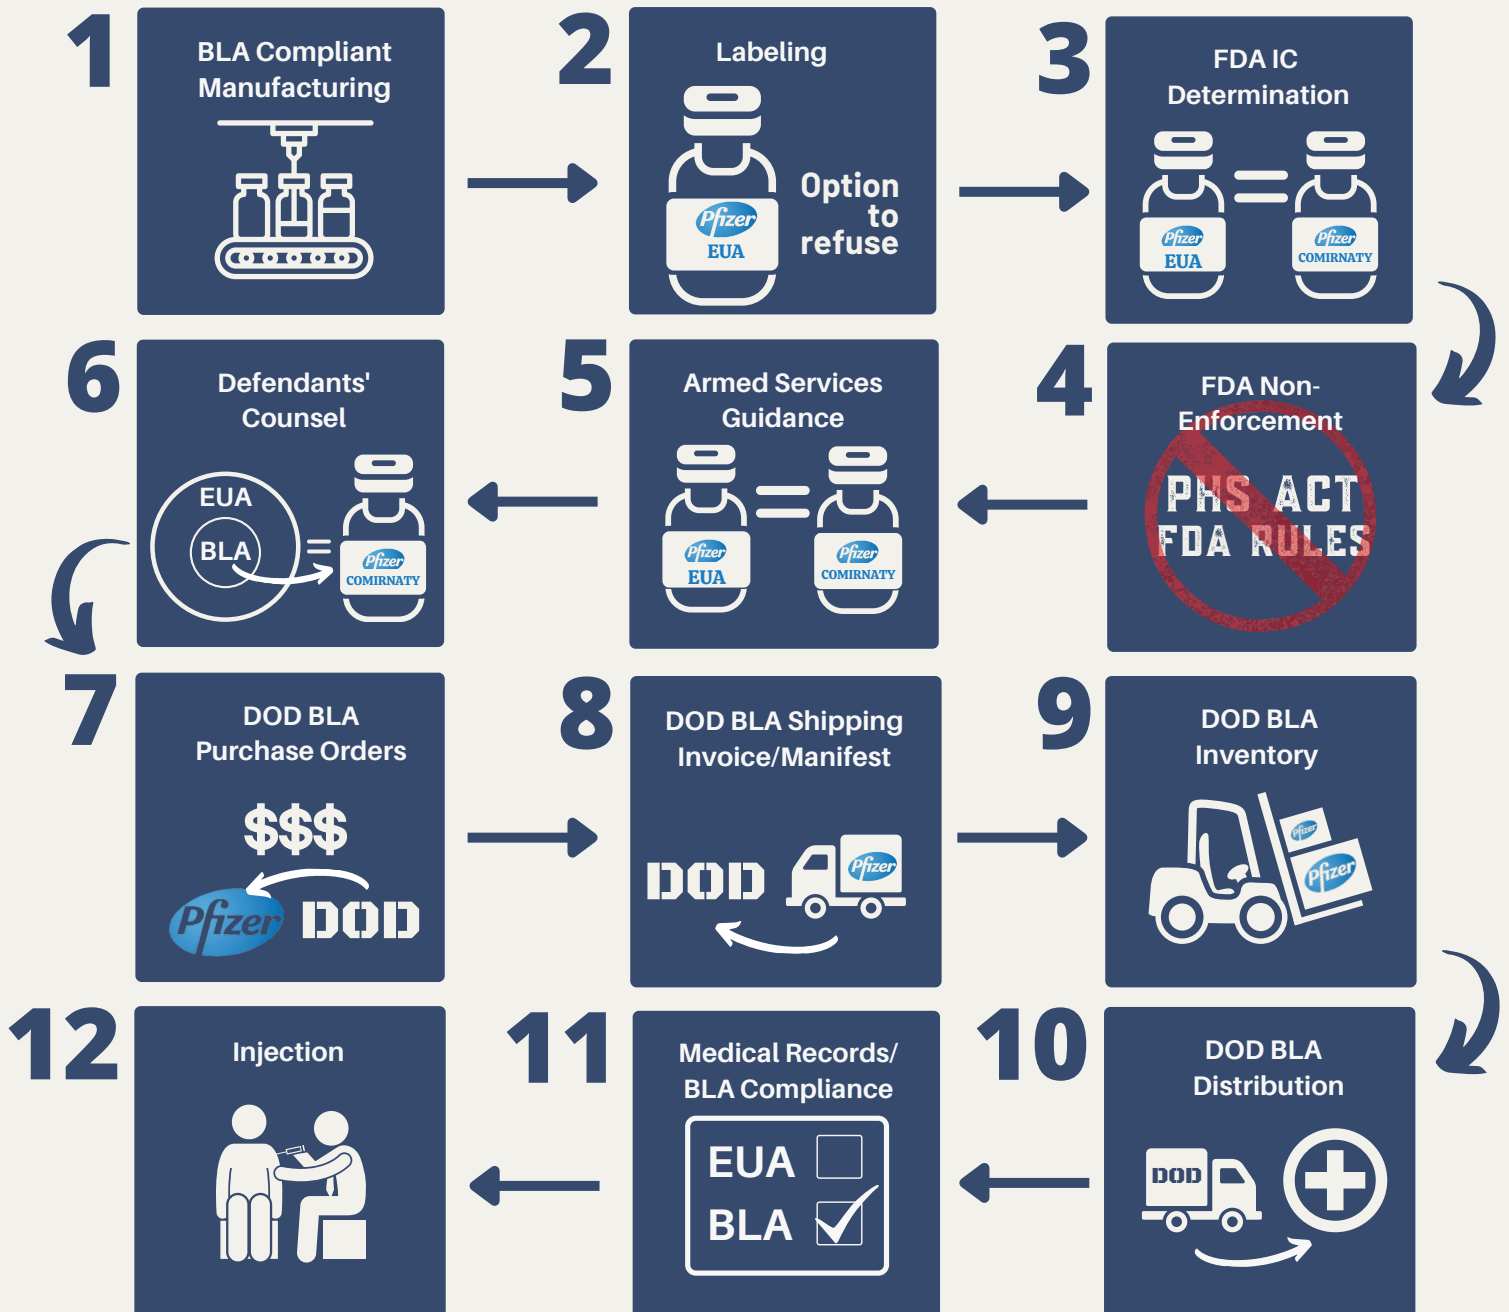 1
BLA Compliant
Manufacturing
2
Labeling
Pfizer
EUA
Option
to
refuse
3
FDA IC
Determination
Pfizer
EUA
Pfizer
COMIRNATY
4
FDA Non-
Enforcement
PHS ACT
FDA RULES
5
Armed Services
Guidance
Pfizer
EUA
Pfizer
COMIRNATY
6
Defendants'
Counsel
EUA
BLA
Pfizer
COMIRNATY
7
DOD BLA
Purchase Orders
$$$
Pfizer
DOD
8
DOD BLA Shipping
Invoice/Manifest
DOD
Pfizer
9
DOD BLA
Inventory
Pfizer
Pfizer
10
DOD BLA
Distribution
DOD
11
Medical Records/
BLA Compliance
EUA
BLA
12
Injection